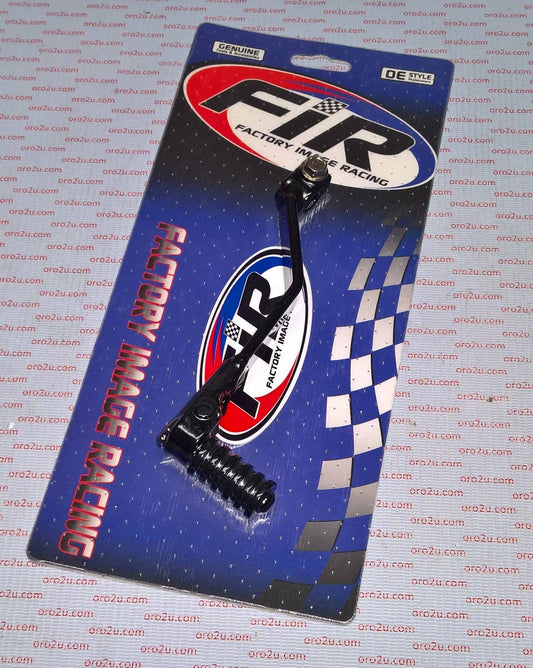 GENUINE
OE STYLE
FiR
FACTORY IMAGE RACING
FiR
FACTORY IMAGE
FACTORY IMAGE RACING
oro2u.com